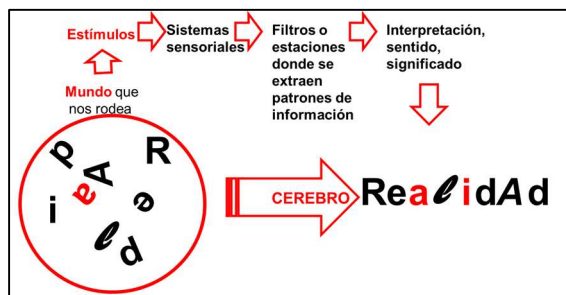 Estímulos
Sistemas
sensoriales
Filtros o
estaciones
donde se
extraen
patrones de
información
Interpretación,
sentido,
significado
Mundo que
nos rodea
d
R
A
a
i
e
l
d
CEREBRO
RealidAd